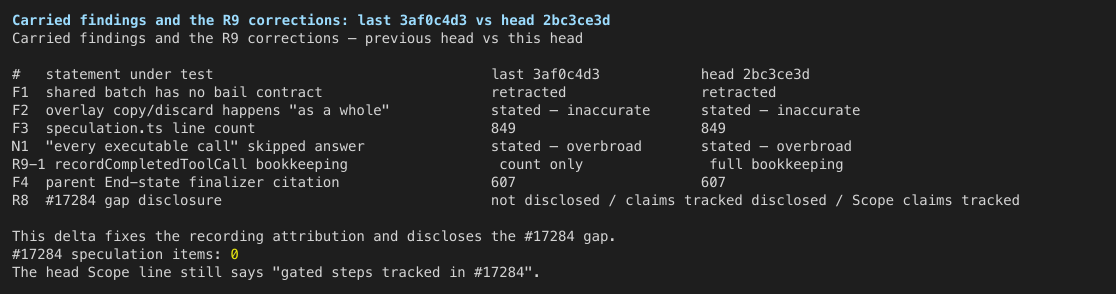 Carried findings and the R9 corrections: last 3af0c4d3 vs head 2bc3ce3d
Carried findings and the R9 corrections — previous head vs this head
# statement under test last 3af0c4d3 head 2bc3ce3d
F1 shared batch has no bail contract retracted retracted
F2 overlay copy/discard happens "as a whole" stated — inaccurate stated — inaccurate
F3 speculation.ts line count 849 849
N1 "every executable call" skipped answer stated — overbroad stated — overbroad
R9-1 recordCompletedToolCall bookkeeping count only full bookkeeping
F4 parent End-state finalizer citation 607 607
R8 #17284 gap disclosure not disclosed / claims tracked disclosed / Scope claims tracked
This delta fixes the recording attribution and discloses the #17284 gap.
#17284 speculation items: 0
The head Scope line still says "gated steps tracked in #17284".